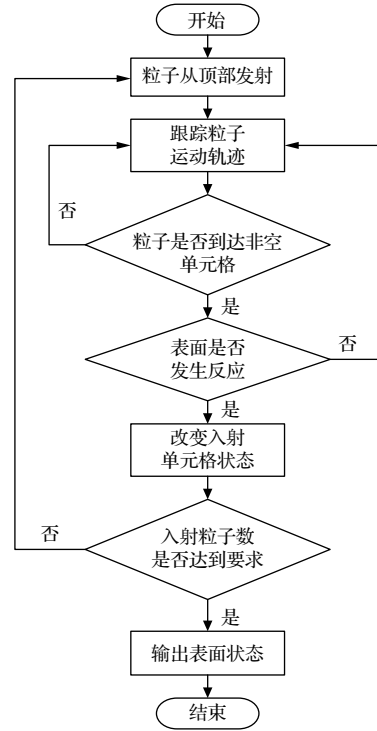 开始
粒子从顶部发射
跟踪粒子
运动轨迹
否
粒子是否到达非空
单元格
是
表面是否
发生反应
否
是
改变入射
单元格状态
否
入射粒子数
是否达到要求
是
输出表面状态
结束